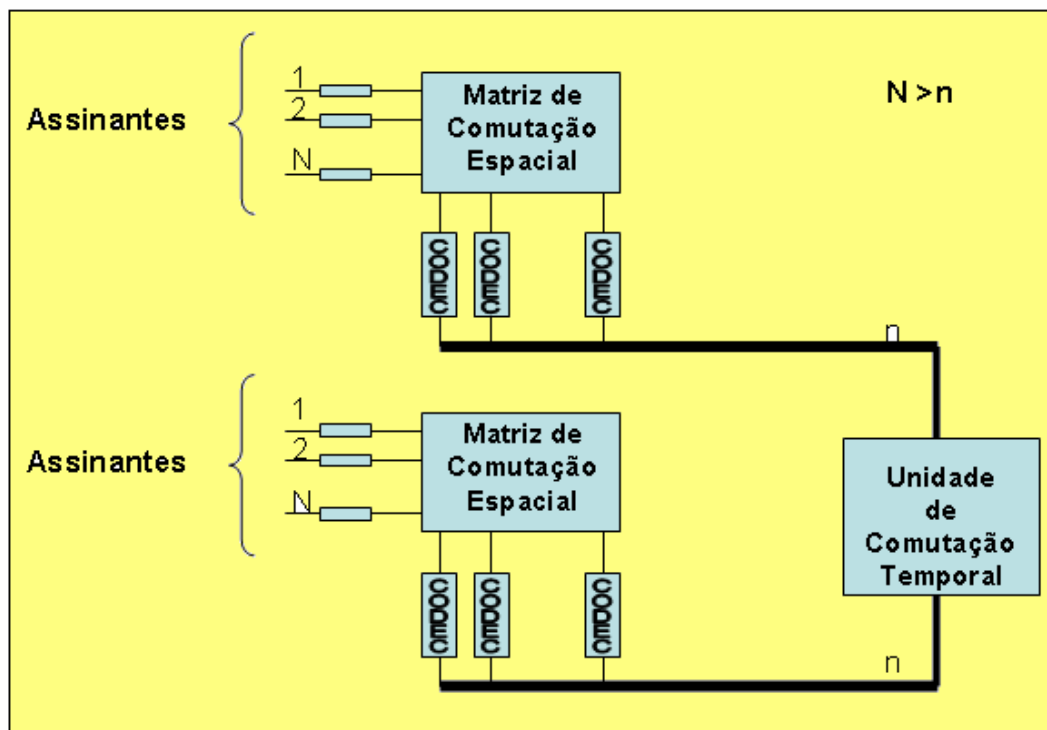 1
Matriz de
Comutação
Espacial
N >n
2
Assinantes
N
CODEC
CODEC
CODEC
n
1
Matriz de
Comutação
Espacial
2
Assinantes
N
Unidade
de
Comutação
Temporal
CODEC
CODEC
CODEC
n